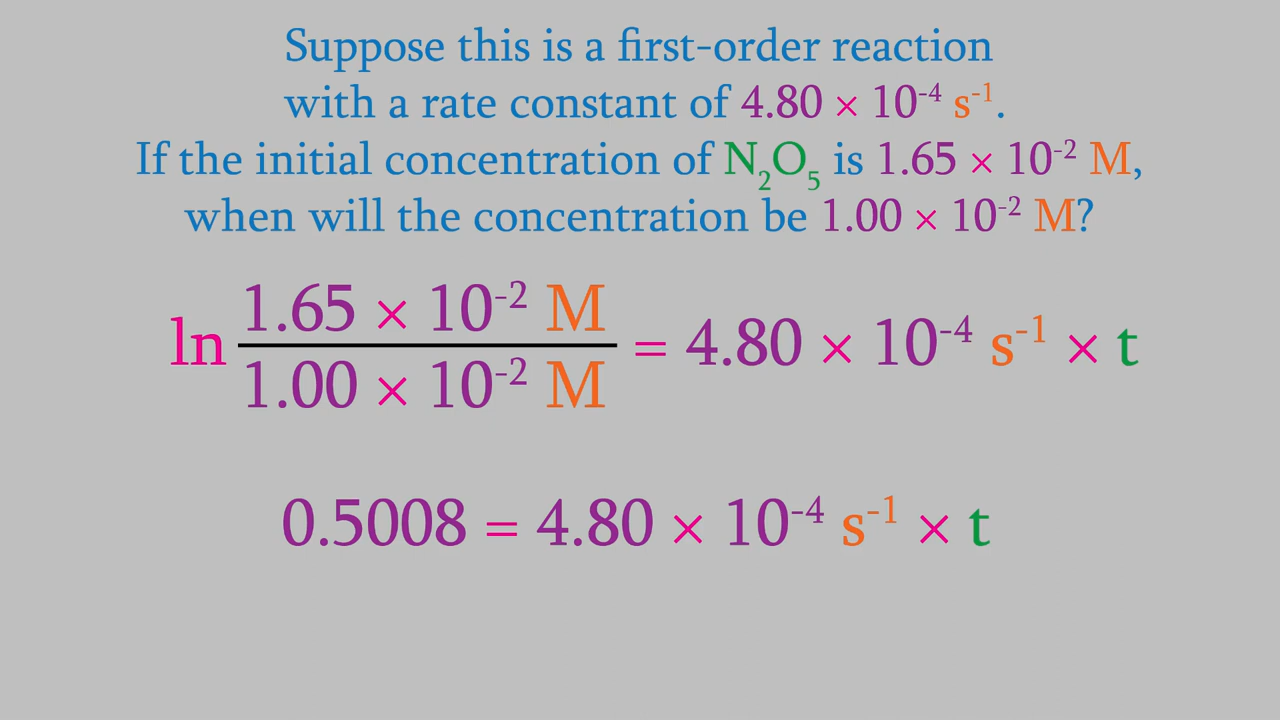 Suppose this is a first-order reaction
with a rate constant of 4.80 × 10⁻⁴ s⁻¹.
If the initial concentration of N₂O₅ is 1.65 × 10⁻² M,
when will the concentration be 1.00 × 10⁻² M?
1.65 × 10⁻² M
ln = 4.80 × 10⁻⁴ s⁻¹ × t
1.00 × 10⁻² M
0.5008 = 4.80 × 10⁻⁴ s⁻¹ × t